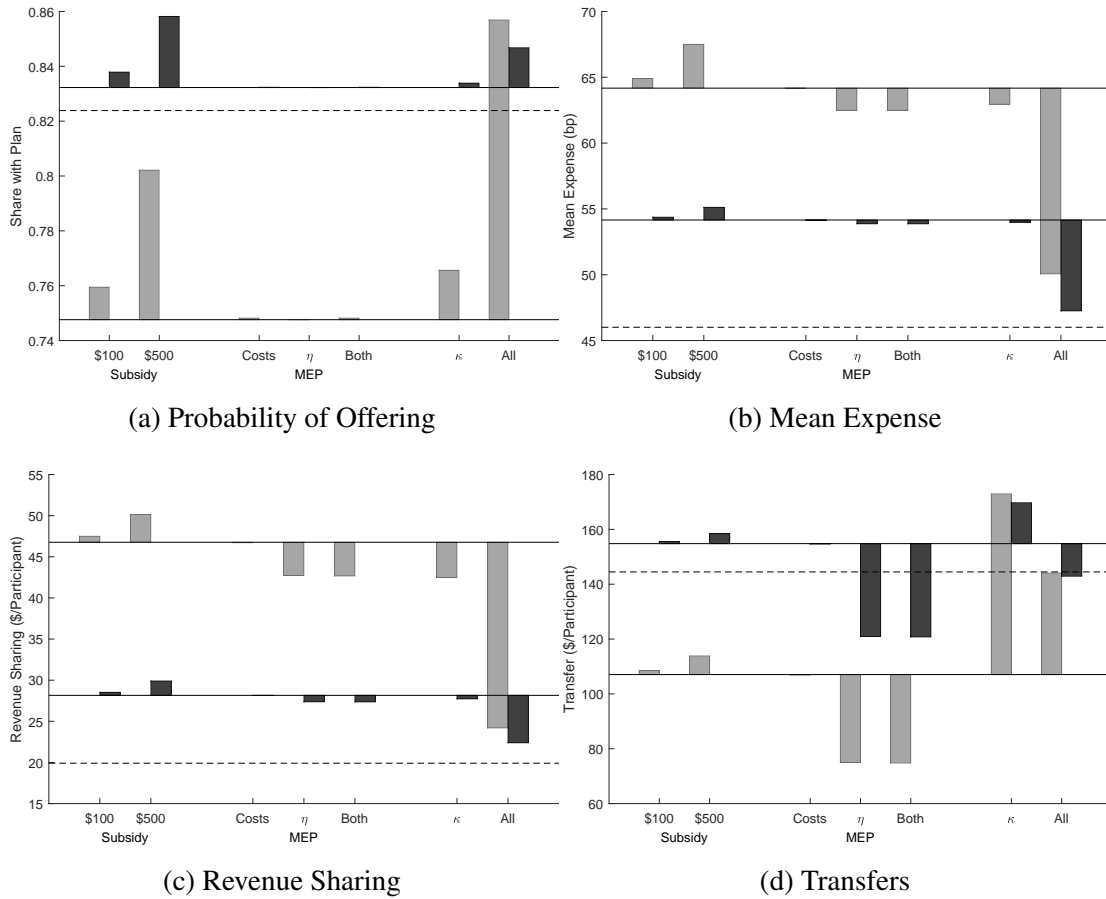 0.86
0.84
0.82
0.8
0.78
0.76
0.74
Share with Plan
$100 $500 Costs η Both κ All
Subsidy MEP
(a) Probability of Offering
70
65
60
55
50
45
Mean Expense (bp)
$100 $500 Costs η Both κ All
Subsidy MEP
(b) Mean Expense
55
50
45
40
35
30
25
20
15
Revenue Sharing ($/Participant)
$100 $500 Costs η Both κ All
Subsidy MEP
(c) Revenue Sharing
180
160
140
120
100
80
60
Transfer ($/Participant)
$100 $500 Costs η Both κ All
Subsidy MEP
(d) Transfers